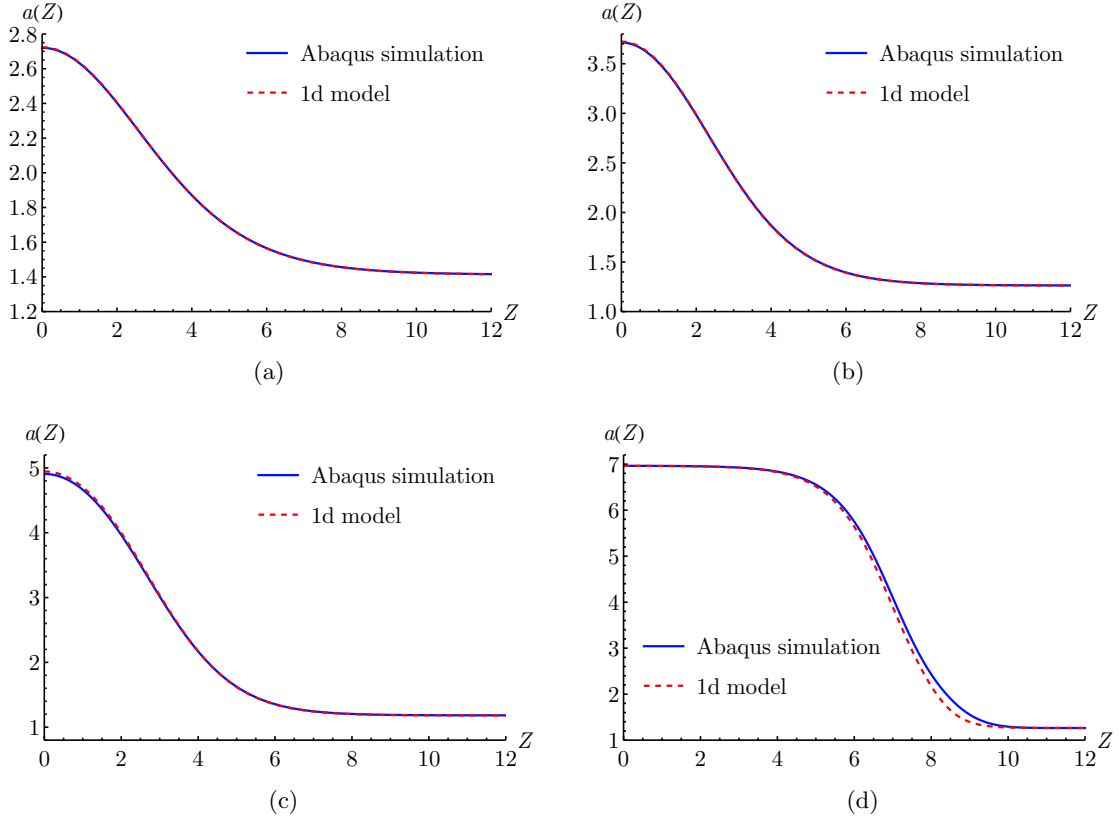 a(Z)
2.8
2.6
2.4
2.2
2.0
1.8
1.6
1.4
1.2
0 2 4 6 8 10 12 Z
Abaqus simulation
1d model
(a)
a(Z)
3.5
3.0
2.5
2.0
1.5
1.0
0 2 4 6 8 10 12 Z
Abaqus simulation
1d model
(b)
a(Z)
5
4
3
2
1
0 2 4 6 8 10 12 Z
Abaqus simulation
1d model
(c)
a(Z)
7
6
5
4
3
2
1
0 2 4 6 8 10 12 Z
Abaqus simulation
1d model
(d)